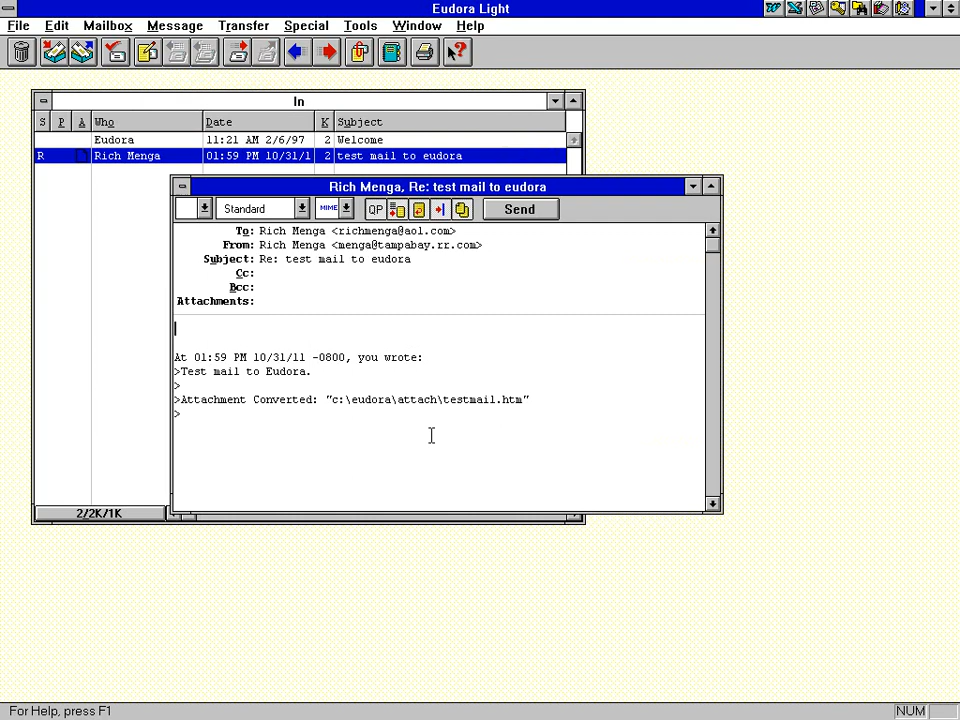 Eudora Light
File Edit Mailbox Message Transfer Special Tools Window Help
In
S P A Who Date K Subject
Eudora 11:21 AM 2/6/97 2 Welcome
R Rich Menga 01:59 PM 10/31/1 2 test mail to eudora
Rich Menga, Re: test mail to eudora
Standard MIME QP Send
To: Rich Menga <richmenga@aol.com>
From: Rich Menga <menga@tampabay.rr.com>
Subject: Re: test mail to eudora
Cc:
Bcc:
Attachments:
At 01:59 PM 10/31/11 -0800, you wrote:
>Test mail to Eudora.
>
>Attachment Converted: "c:\eudora\attach\testmail.htm"
>
2/2K/1K
For Help, press F1
NUM